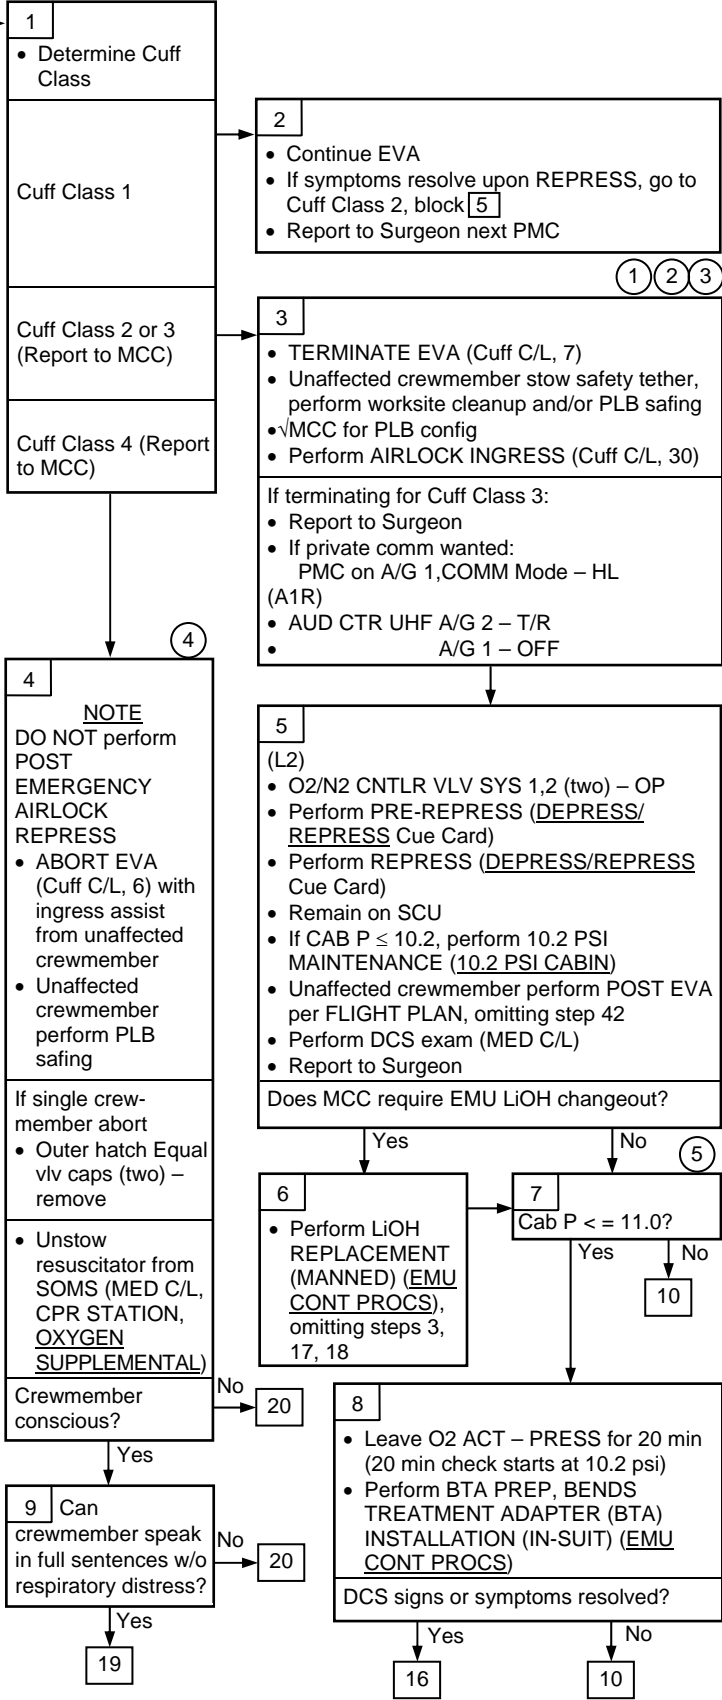 1
• Determine Cuff
Class
Cuff Class 1
2
• Continue EVA
• If symptoms resolve upon REPRESS, go to
Cuff Class 2, block 5
• Report to Surgeon next PMC
1 2 3
Cuff Class 2 or 3
(Report to MCC)
3
• TERMINATE EVA (Cuff C/L, 7)
• Unaffected crewmember stow safety tether,
perform worksite cleanup and/or PLB safing
•√MCC for PLB config
• Perform AIRLOCK INGRESS (Cuff C/L, 30)
If terminating for Cuff Class 3:
• Report to Surgeon
• If private comm wanted:
PMC on A/G 1,COMM Mode – HL
(A1R)
• AUD CTR UHF A/G 2 – T/R
• A/G 1 – OFF
Cuff Class 4 (Report
to MCC)
4
4
NOTE
DO NOT perform
POST
EMERGENCY
AIRLOCK
REPRESS
• ABORT EVA
(Cuff C/L, 6) with
ingress assist
from unaffected
crewmember
• Unaffected
crewmember
perform PLB
safing
If single crew-
member abort
• Outer hatch Equal
vlv caps (two) –
remove
• Unstow
resuscitator from
SOMS (MED C/L,
CPR STATION,
OXYGEN
SUPPLEMENTAL)
Crewmember
conscious?
No
20
Yes
9 Can
crewmember speak
in full sentences w/o
respiratory distress?
No
20
Yes
19
5
(L2)
• O2/N2 CNTLR VLV SYS 1,2 (two) – OP
• Perform PRE-REPRESS (DEPRESS/
REPRESS Cue Card)
• Perform REPRESS (DEPRESS/REPRESS
Cue Card)
• Remain on SCU
• If CAB P ≤ 10.2, perform 10.2 PSI
MAINTENANCE (10.2 PSI CABIN)
• Unaffected crewmember perform POST EVA
per FLIGHT PLAN, omitting step 42
• Perform DCS exam (MED C/L)
• Report to Surgeon
Does MCC require EMU LiOH changeout?
Yes
No
5
6
• Perform LiOH
REPLACEMENT
(MANNED) (EMU
CONT PROCS),
omitting steps 3,
17, 18
7
Cab P < = 11.0?
Yes
No
10
8
• Leave O2 ACT – PRESS for 20 min
(20 min check starts at 10.2 psi)
• Perform BTA PREP, BENDS
TREATMENT ADAPTER (BTA)
INSTALLATION (IN-SUIT) (EMU
CONT PROCS)
DCS signs or symptoms resolved?
Yes
No
16
10